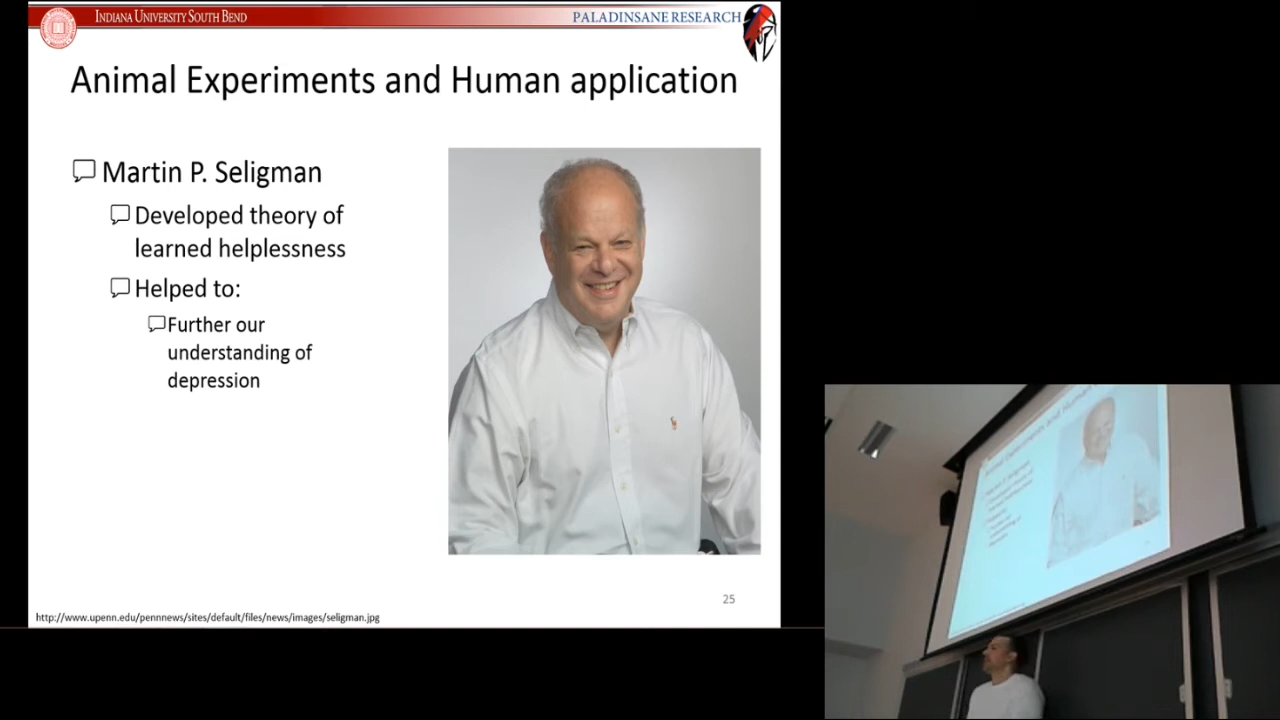 INDIANA UNIVERSITY SOUTH BEND
PALADINSANE RESEARCH
Animal Experiments and Human application
Martin P. Seligman
Developed theory of
learned helplessness
Helped to:
Further our
understanding of
depression
25
http://www.upenn.edu/pennnews/sites/default/files/news/images/seligman.jpg